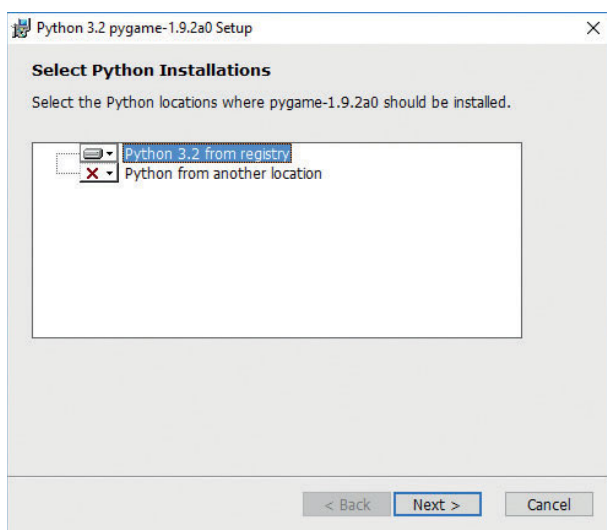 Python 3.2 pygame-1.9.2a0 Setup
Select Python Installations
Select the Python locations where pygame-1.9.2a0 should be installed.
Python 3.2 from registry
Python from another location
< Back Next > Cancel